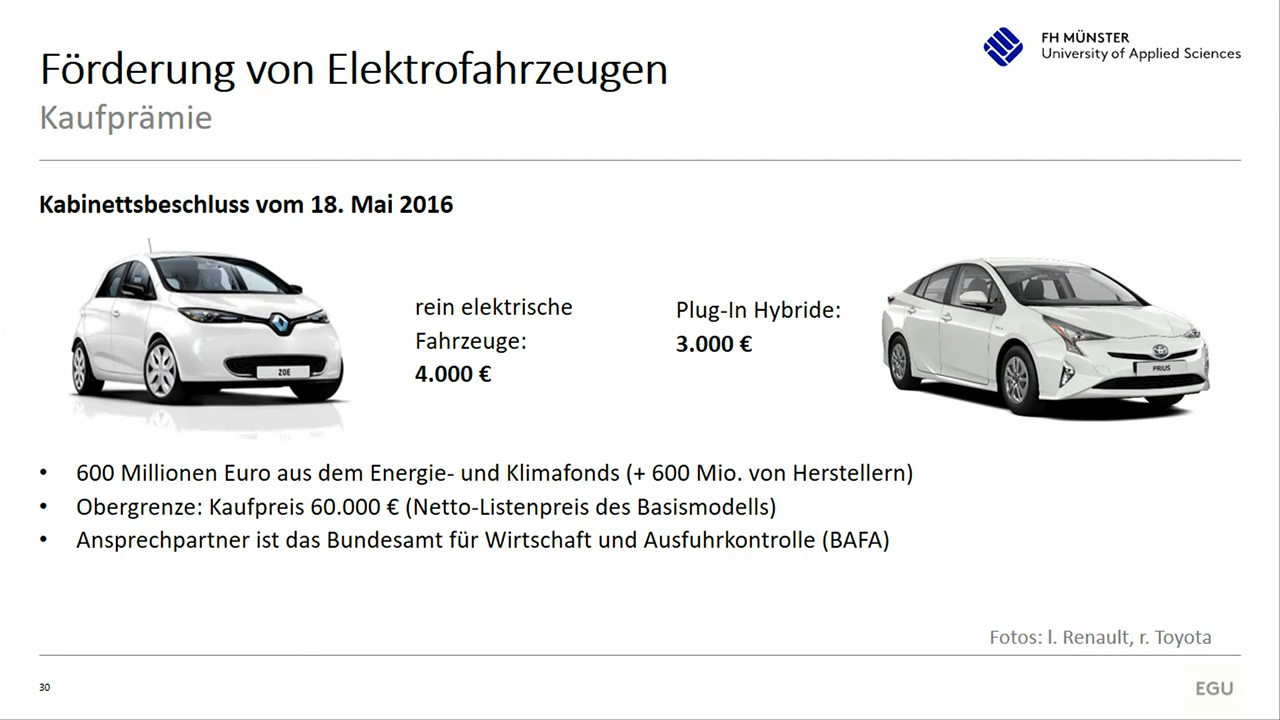 FH MÜNSTER
University of Applied Sciences
Förderung von Elektrofahrzeugen
Kaufprämie
Kabinettsbeschluss vom 18. Mai 2016
rein elektrische
Fahrzeuge:
4.000 €
Plug-In Hybride:
3.000 €
ZOE
PRIUS
• 600 Millionen Euro aus dem Energie- und Klimafonds (+ 600 Mio. von Herstellern)
• Obergrenze: Kaufpreis 60.000 € (Netto-Listenpreis des Basismodells)
• Ansprechpartner ist das Bundesamt für Wirtschaft und Ausfuhrkontrolle (BAFA)
Fotos: l. Renault, r. Toyota
30
EGU